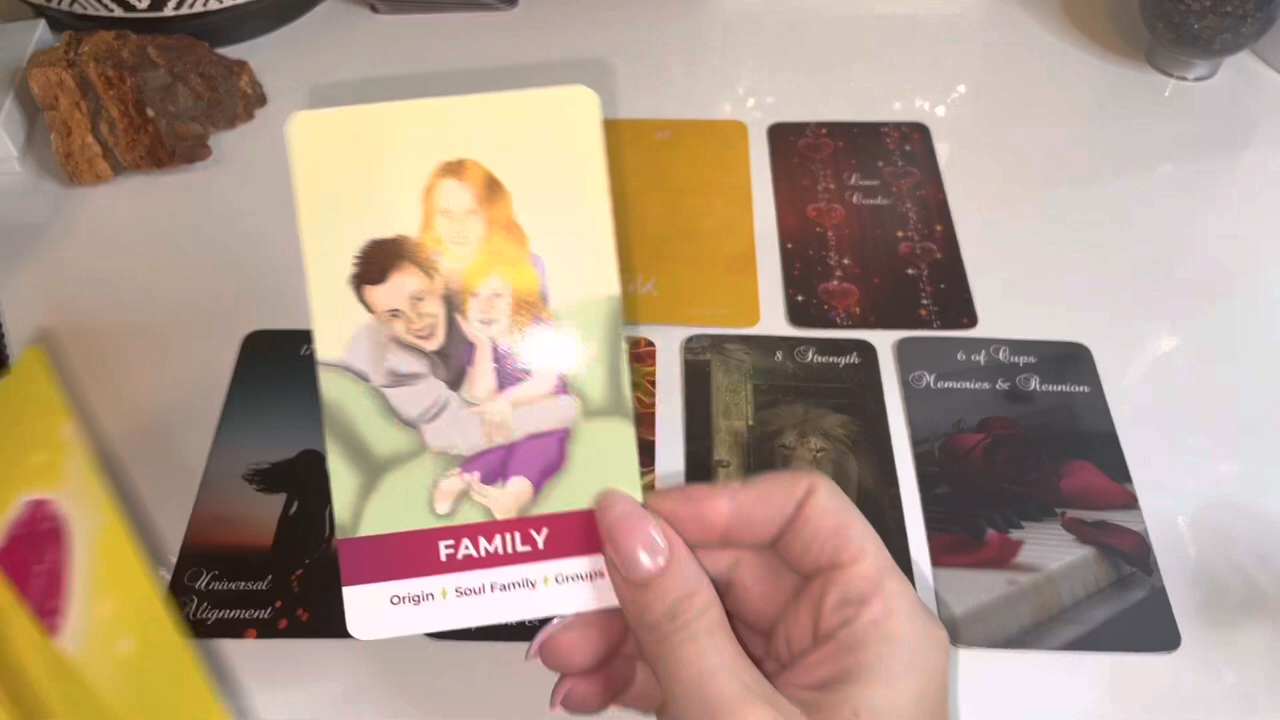 Love
Cards
8 Strength
6 of Cups
Memories & Reunion
Universal
Alignment
FAMILY
Origin Soul Family Groups